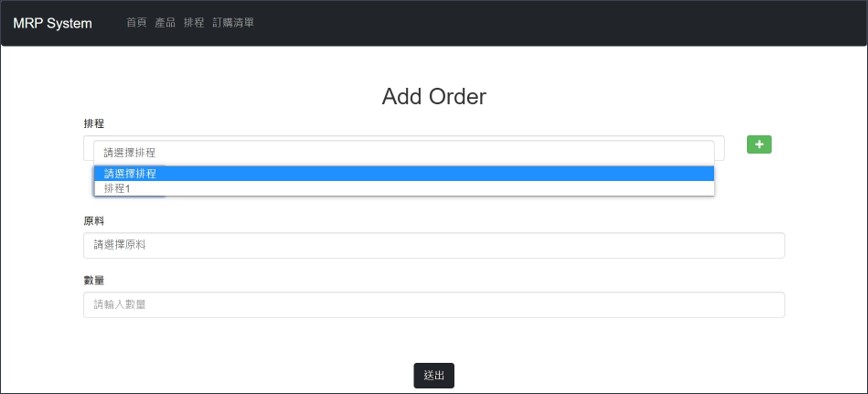 MRP System 首頁 產品 排程 訂購清單
Add Order
排程
請選擇排程
請選擇排程
排程1
原料
請選擇原料
數量
請輸入數量
送出